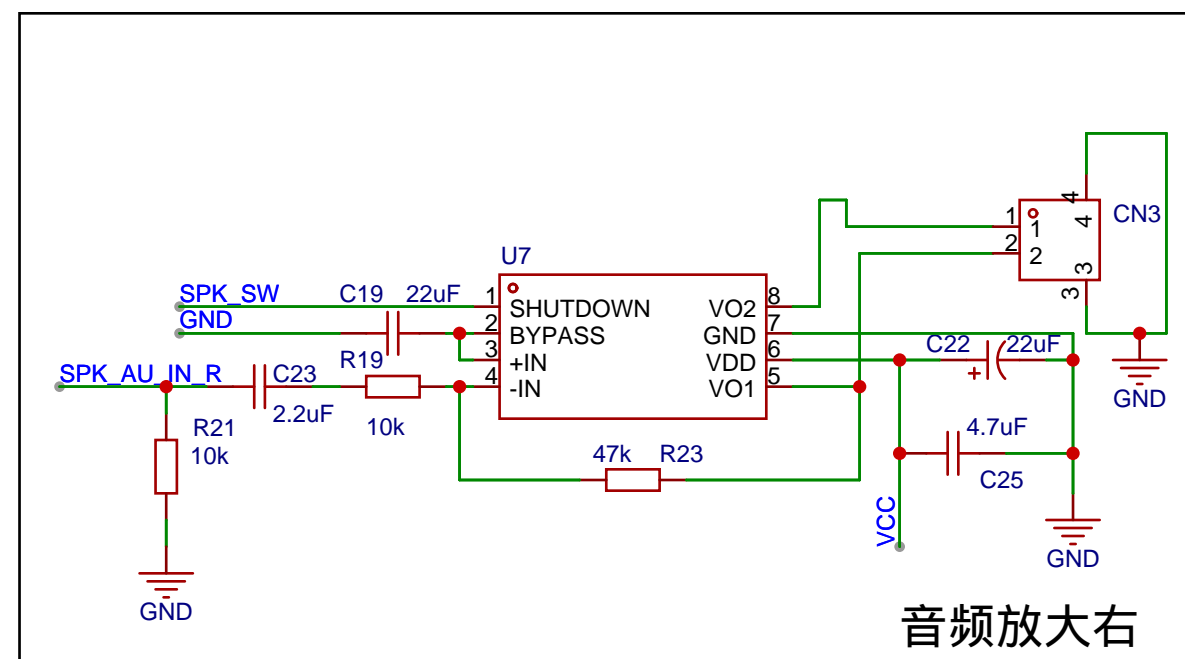 4
CN3
1
1
4
2
2
3
3
U7
SPK_SW
C19
22uF
1
SHUTDOWN
VO2
8
GND
2
BYPASS
GND
7
C22
22uF
+
3
+IN
VDD
6
R19
SPK_AU_IN_R
C23
4
-IN
VO1
5
GND
2.2uF
10k
R21
10k
47k
R23
4.7uF
C25
VCC
GND
GND
音频放大右